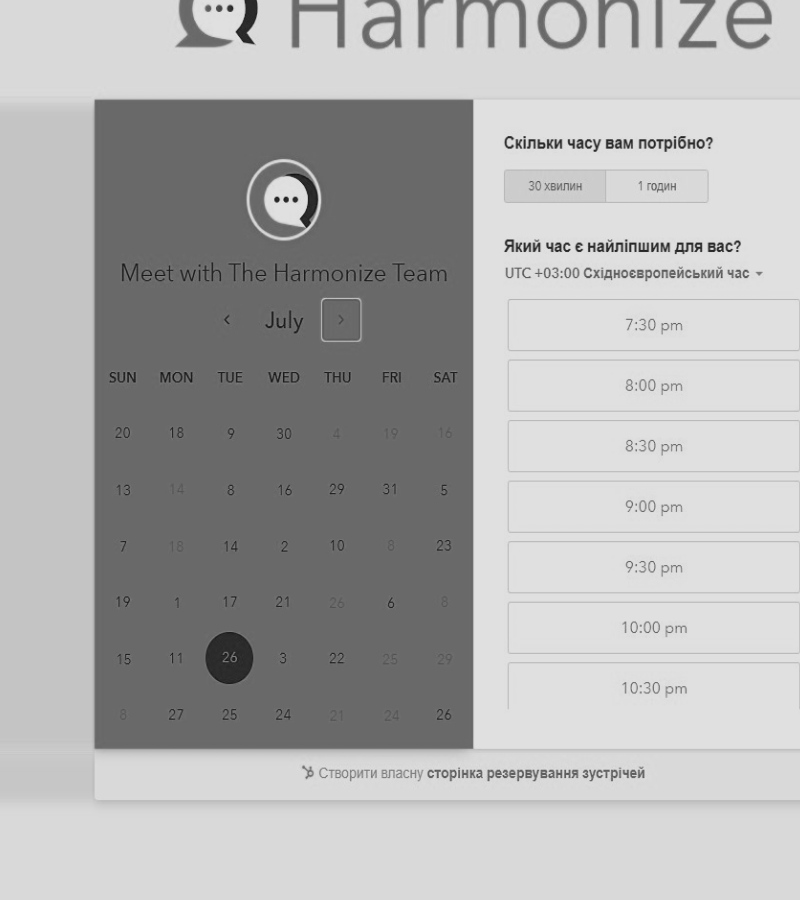 Harmonize
Meet with The Harmonize Team
July
SUN MON TUE WED THU FRI SAT
20 18 9 30 4 19 16
13 14 8 16 29 31 5
7 18 14 2 10 8 23
19 1 17 21 26 6 8
15 11 26 3 22 25 29
8 27 25 24 21 24 26
Скільки часу вам потрібно?
30 хвилин 1 годин
Який час є найліпшим для вас?
UTC +03:00 Східноєвропейський час
7:30 pm
8:00 pm
8:30 pm
9:00 pm
9:30 pm
10:00 pm
10:30 pm
Створити власну сторінка резервування зустрічей